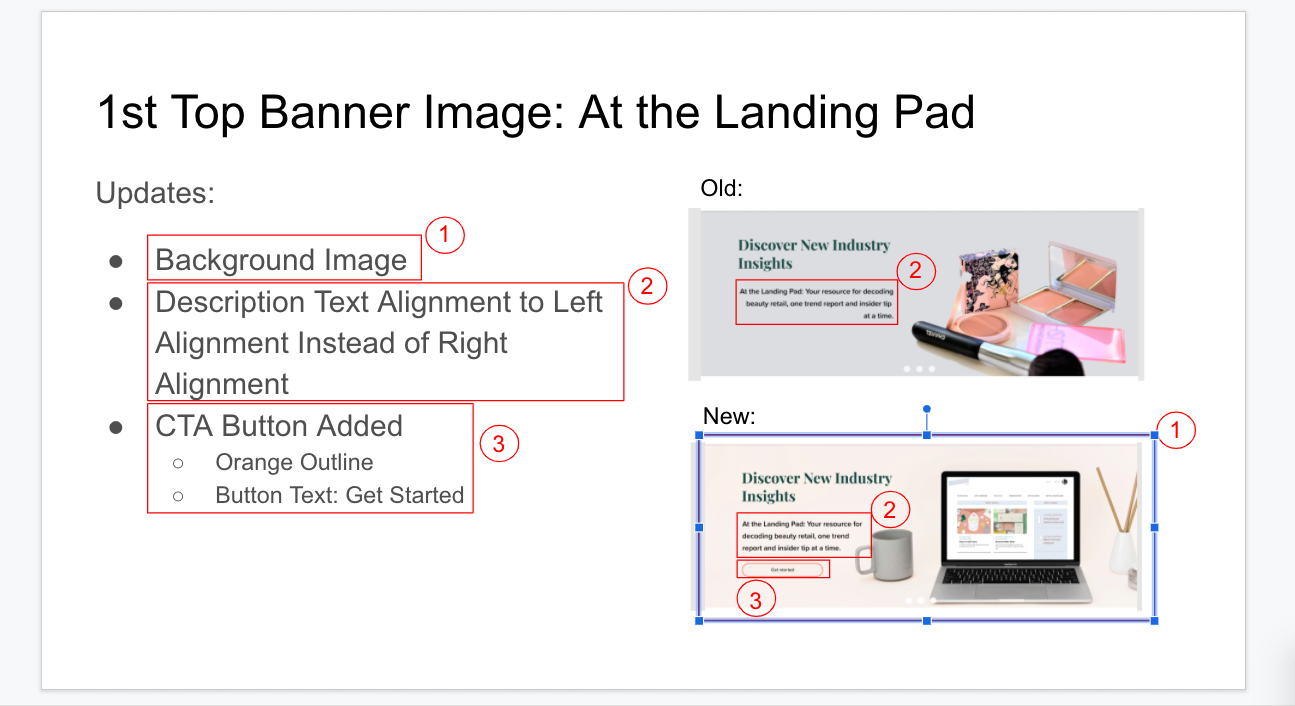 1st Top Banner Image: At the Landing Pad
Updates:
● Background Image
1
● Description Text Alignment to Left
Alignment Instead of Right
Alignment
2
● CTA Button Added
○ Orange Outline
○ Button Text: Get Started
3
Old:
Discover New Industry
Insights
2
At the Landing Pad: Your resource for decoding
beauty retail, one trend report and insider tip
at a time.
New:
1
Discover New Industry
Insights
2
At the Landing Pad: Your resource for
decoding beauty retail, one trend
report and insider tip at a time.
Get started
3